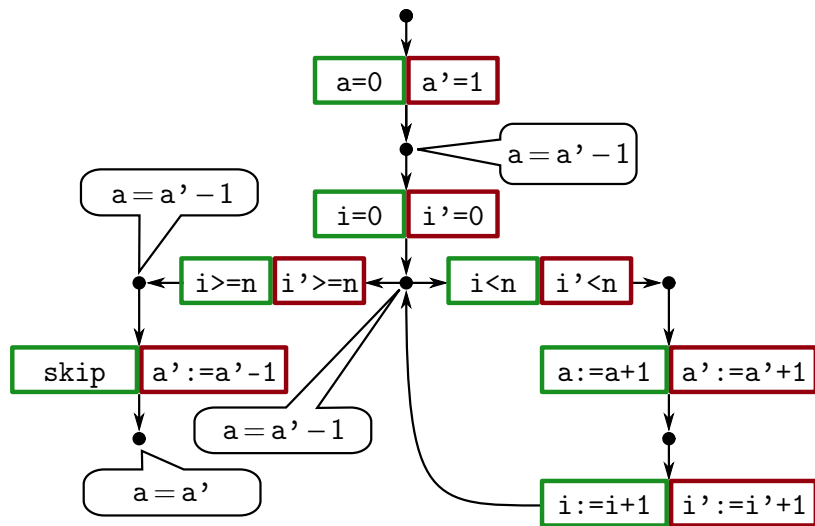 a=0 a'=1
a = a' - 1
a = a' - 1
i=0 i'=0
i>=n i'>=n
i<n i'<n
skip a':=a'-1
a:=a+1 a':=a'+1
a = a' - 1
a = a'
i:=i+1 i':=i'+1